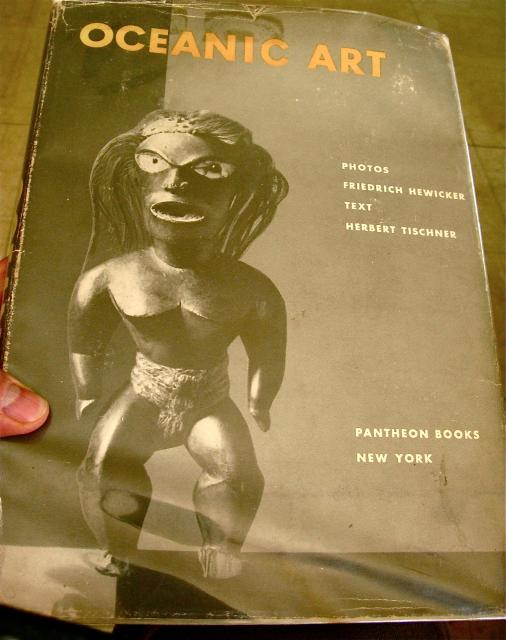 OCEANIC ART
PHOTOS
FRIEDRICH HEWICKER
TEXT
HERBERT TISCHNER
PANTHEON BOOKS
NEW YORK